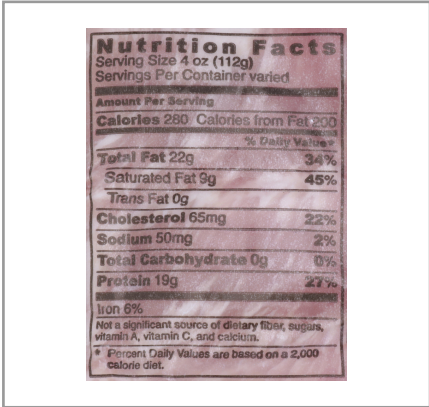 Nutrition Facts
Serving Size 4 oz (112g)
Servings Per Container varied
Amount Per Serving
Calories 280 Calories from Fat 200
% Daily Value*
Total Fat 22g 34%
Saturated Fat 9g 45%
Trans Fat 0g
Cholesterol 65mg 22%
Sodium 50mg 2%
Total Carbohydrate 0g 0%
Protein 19g 27%
Iron 6%
Not a significant source of dietary fiber, sugars,
vitamin A, vitamin C, and calcium.
* Percent Daily Values are based on a 2,000
calorie diet.